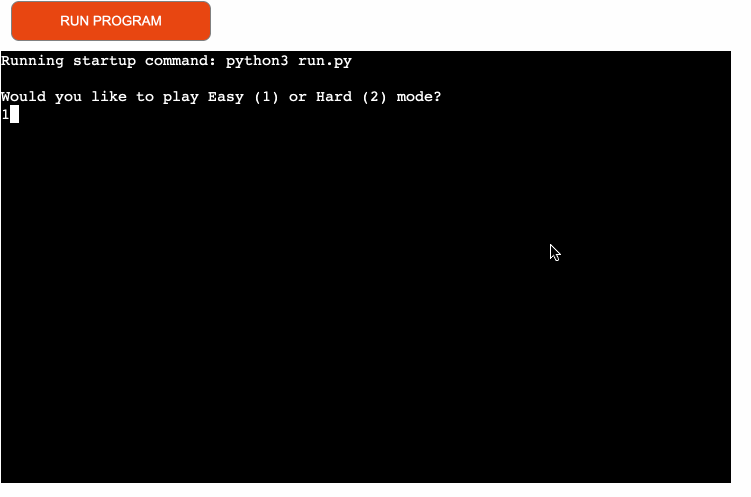 RUN PROGRAM
Running startup command: python3 run.py
Would you like to play Easy (1) or Hard (2) mode?
1